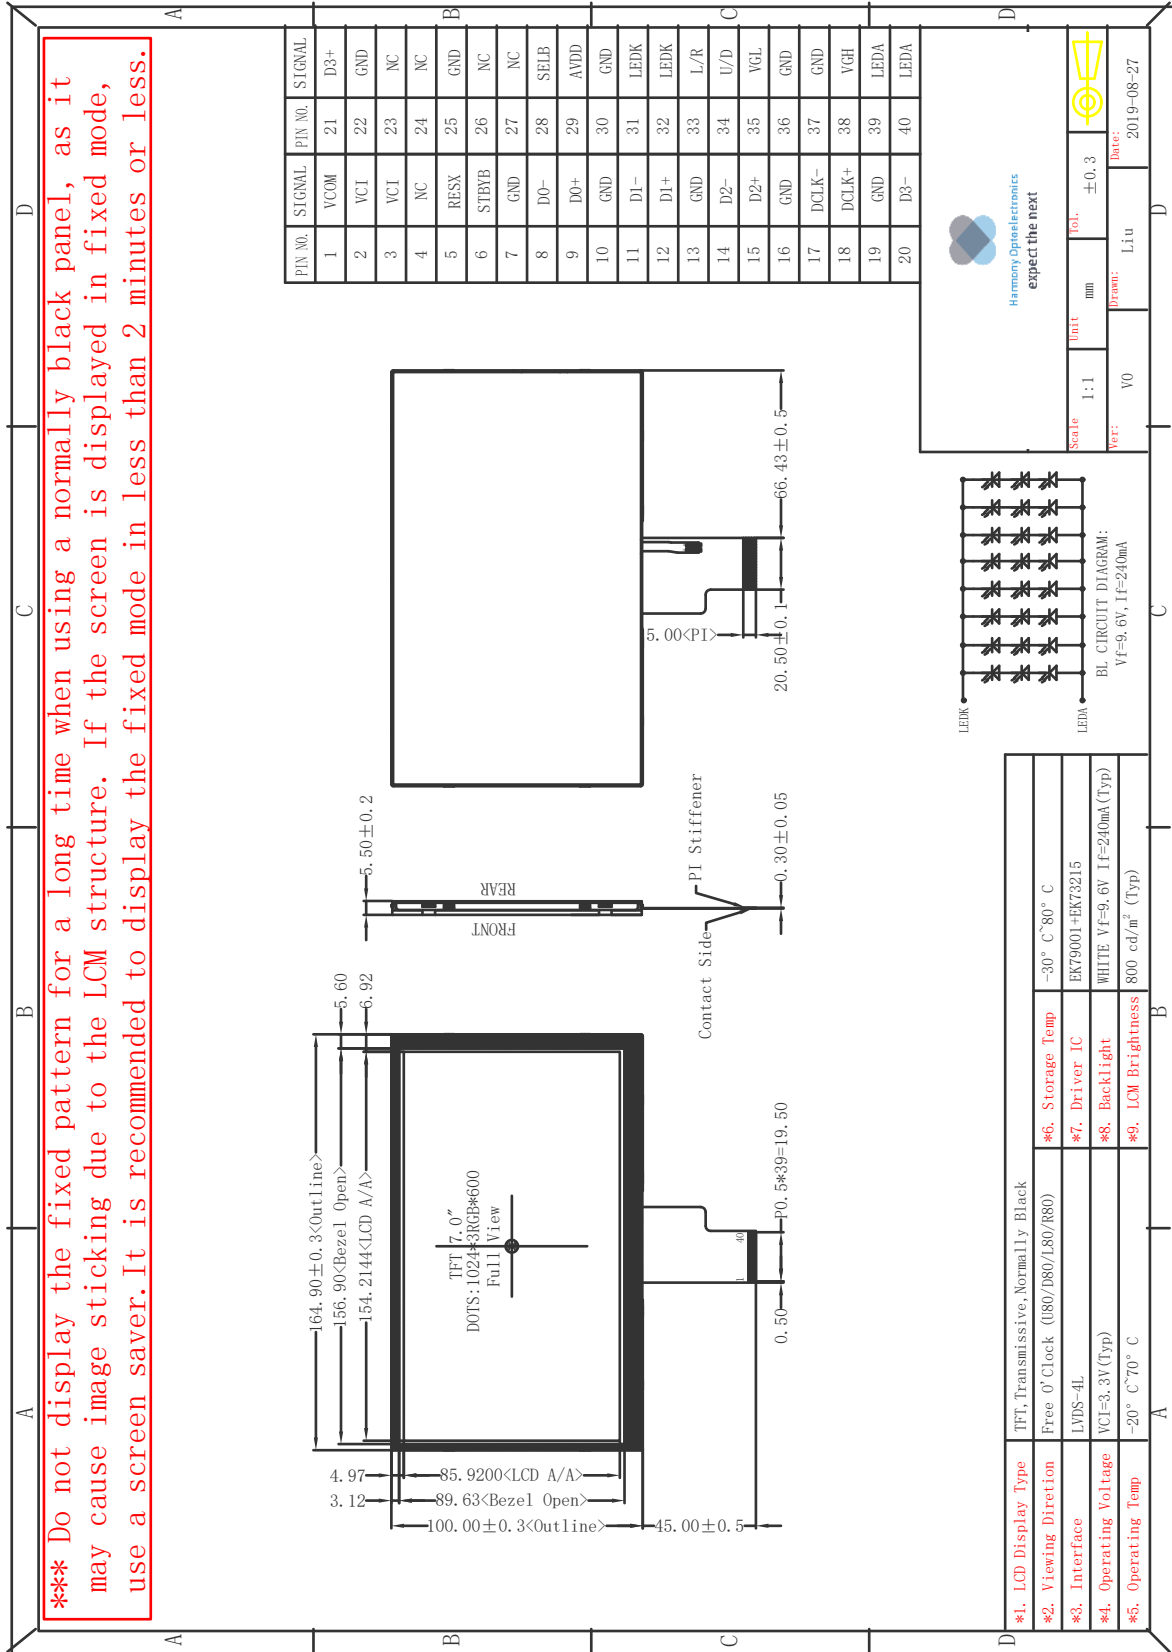 *** Do not display the fixed pattern for a long time when using a normally black panel, as it
may cause image sticking due to the LCM structure. If the screen is displayed in fixed mode,
use a screen saver.It is recommended to display the fixed mode in less than 2 minutes or less.
A
B
C
D
A
B
C
D
A
B
C
D
A
B
C
D
164.90±0.3<Outline>
156.90<Bezel Open>
154.2144<LCD A/A>
5.60
6.92
4.97
3.12
85.9200<LCD A/A>
89.63<Bezel Open>
100.00±0.3<Outline>
45.00±0.5
TFT 7.0"
DOTS:1024*3RGB*600
Full View
1
40
0.50
P0.5*39=19.50
5.50±0.2
FRONT
REAR
Contact Side
PI Stiffener
0.30±0.05
5.00<PI>
20.50±0.1
66.43±0.5
PIN NO. SIGNAL PIN NO. SIGNAL
1 VCOM 21 D3+
2 VCI 22 GND
3 VCI 23 NC
4 NC 24 NC
5 RESX 25 GND
6 STBYB 26 NC
7 GND 27 NC
8 D0- 28 SELB
9 D0+ 29 AVDD
10 GND 30 GND
11 D1- 31 LEDK
12 D1+ 32 LEDK
13 GND 33 L/R
14 D2- 34 U/D
15 D2+ 35 VGL
16 GND 36 GND
17 DCLK- 37 GND
18 DCLK+ 38 VGH
19 GND 39 LEDA
20 D3- 40 LEDA
*1. LCD Display Type TFT,Transmissive,Normally Black
*2. Viewing Diretion Free O'Clock (U80/D80/L80/R80)
*3. Interface LVDS-4L
*4. Operating Voltage VCI=3.3V(Typ)
*5. Operating Temp -20° C~70° C
*6. Storage Temp -30° C~80° C
*7. Driver IC EK79001+EK73215
*8. Backlight WHITE Vf=9.6V If=240mA(Typ)
*9. LCM Brightness 800 cd/m² (Typ)
LEDK
LEDA
BL CIRCUIT DIAGRAM:
Vf=9.6V,If=240mA
Harmony Optoelectronics
expect the next
Scale 1:1 Unit mm Tol. ±0.3
Ver: V0 Drawn: Liu Date: 2019-08-27